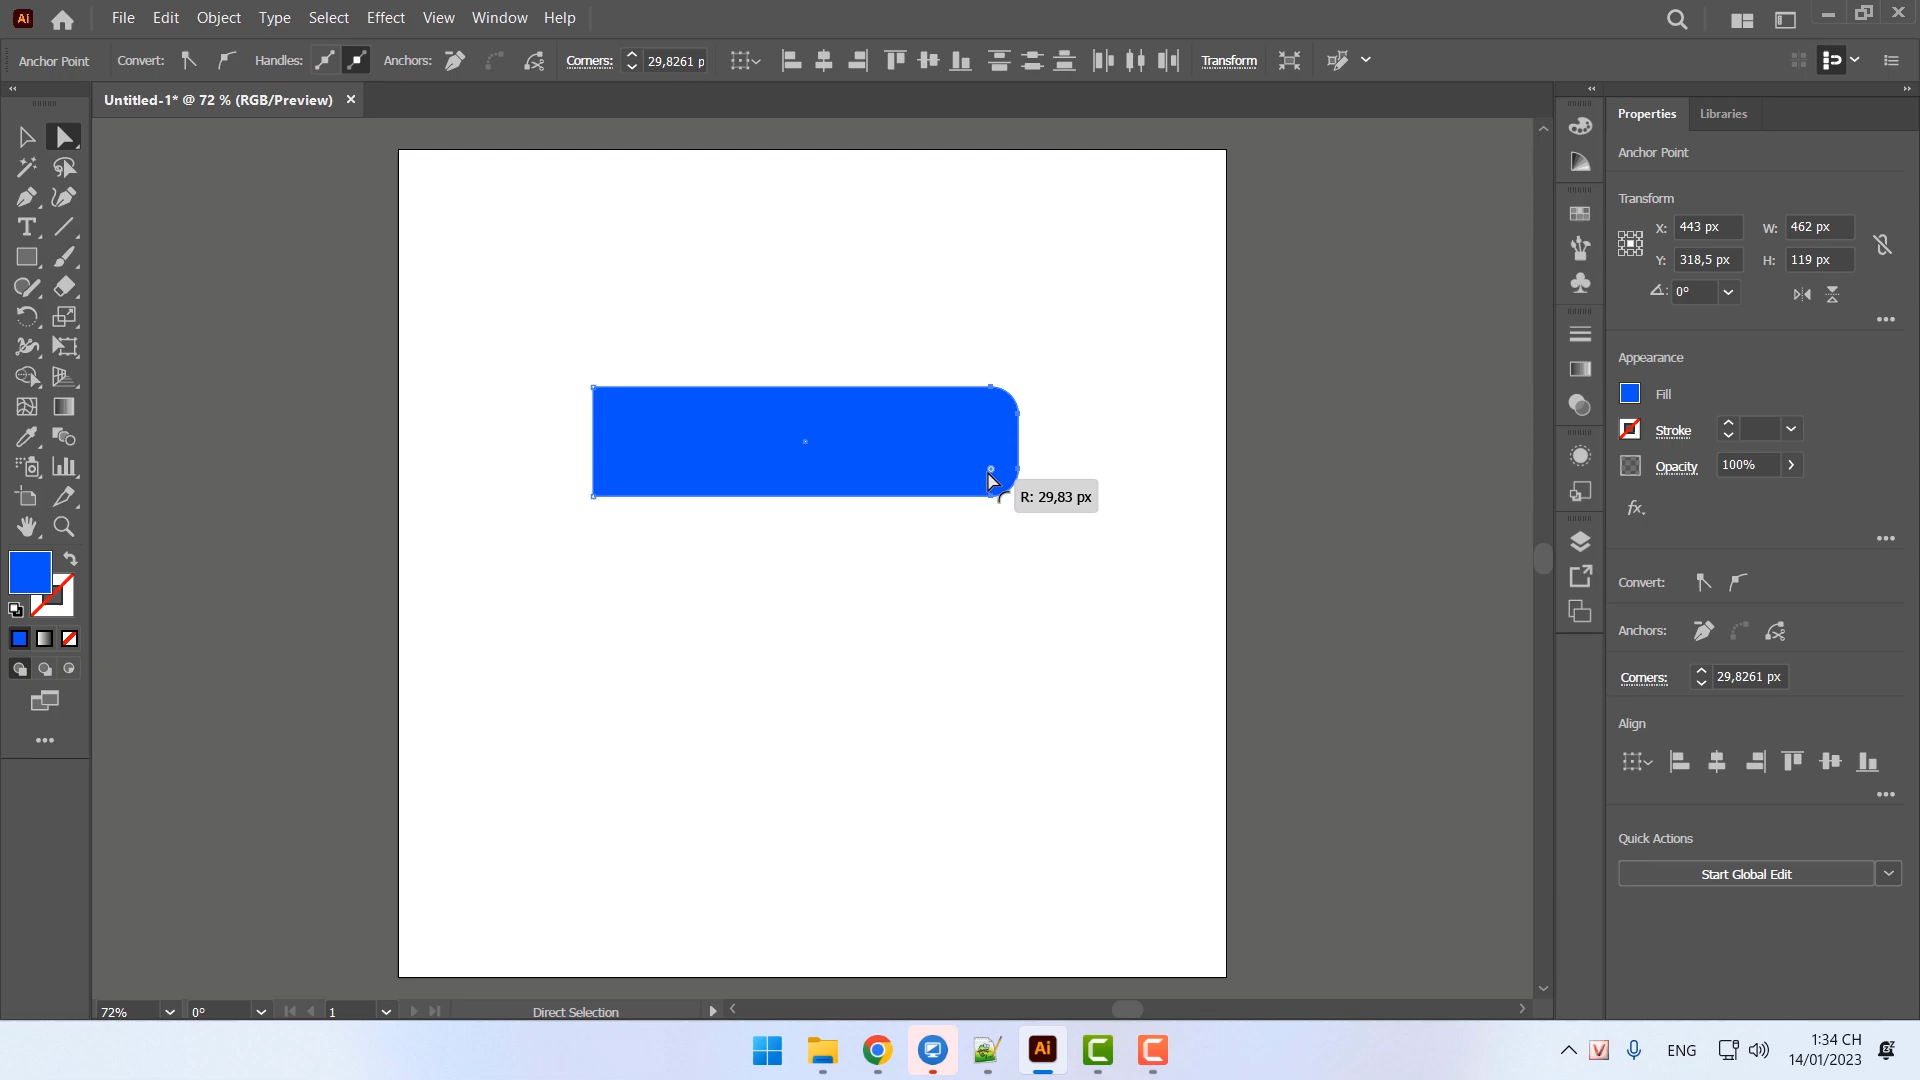 Ai File Edit Object Type Select Effect View Window Help
Anchor Point Convert: Handles: Anchors: Corners: 29,8261 p Transform
Untitled-1* @ 72 % (RGB/Preview) ×
Properties Libraries
Anchor Point
Transform
X: 443 px W: 462 px
Y: 318,5 px H: 119 px
0°
Appearance
Fill
Stroke
Opacity 100%
fx.
R: 29,83 px
Convert:
Anchors:
Corners: 29,8261 px
Align
Quick Actions
Start Global Edit
72% 0° 1 Direct Selection
Ai ENG 1:34 CH
14/01/2023